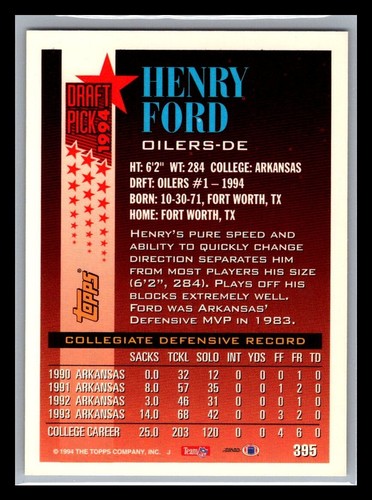 DRAFT
PICK
1994
HENRY
FORD
OILERS-DE
HT: 6'2" WT: 284 COLLEGE: ARKANSAS
DRFT: OILERS #1 – 1994
BORN: 10-30-71, FORT WORTH, TX
HOME: FORT WORTH, TX
HENRY'S PURE SPEED AND
ABILITY TO QUICKLY CHANGE
DIRECTION SEPARATES HIM
FROM MOST PLAYERS HIS SIZE
(6'2", 284). PLAYS OFF HIS
BLOCKS EXTREMELY WELL.
FORD WAS ARKANSAS'
DEFENSIVE MVP IN 1983.
TOPPS
COLLEGIATE DEFENSIVE RECORD
SACKS TCKL SOLO INT YDS FF FR TD
1990 ARKANSAS 0.0 32 12 0 0 0 1 0
1991 ARKANSAS 8.0 57 35 0 0 1 2 0
1992 ARKANSAS 3.0 46 31 0 0 0 1 0
1993 ARKANSAS 14.0 68 42 0 0 3 2 0
COLLEGE CAREER 25.0 203 120 0 0 4 6 0
© 1994 THE TOPPS COMPANY, INC. J
Team NFL
395